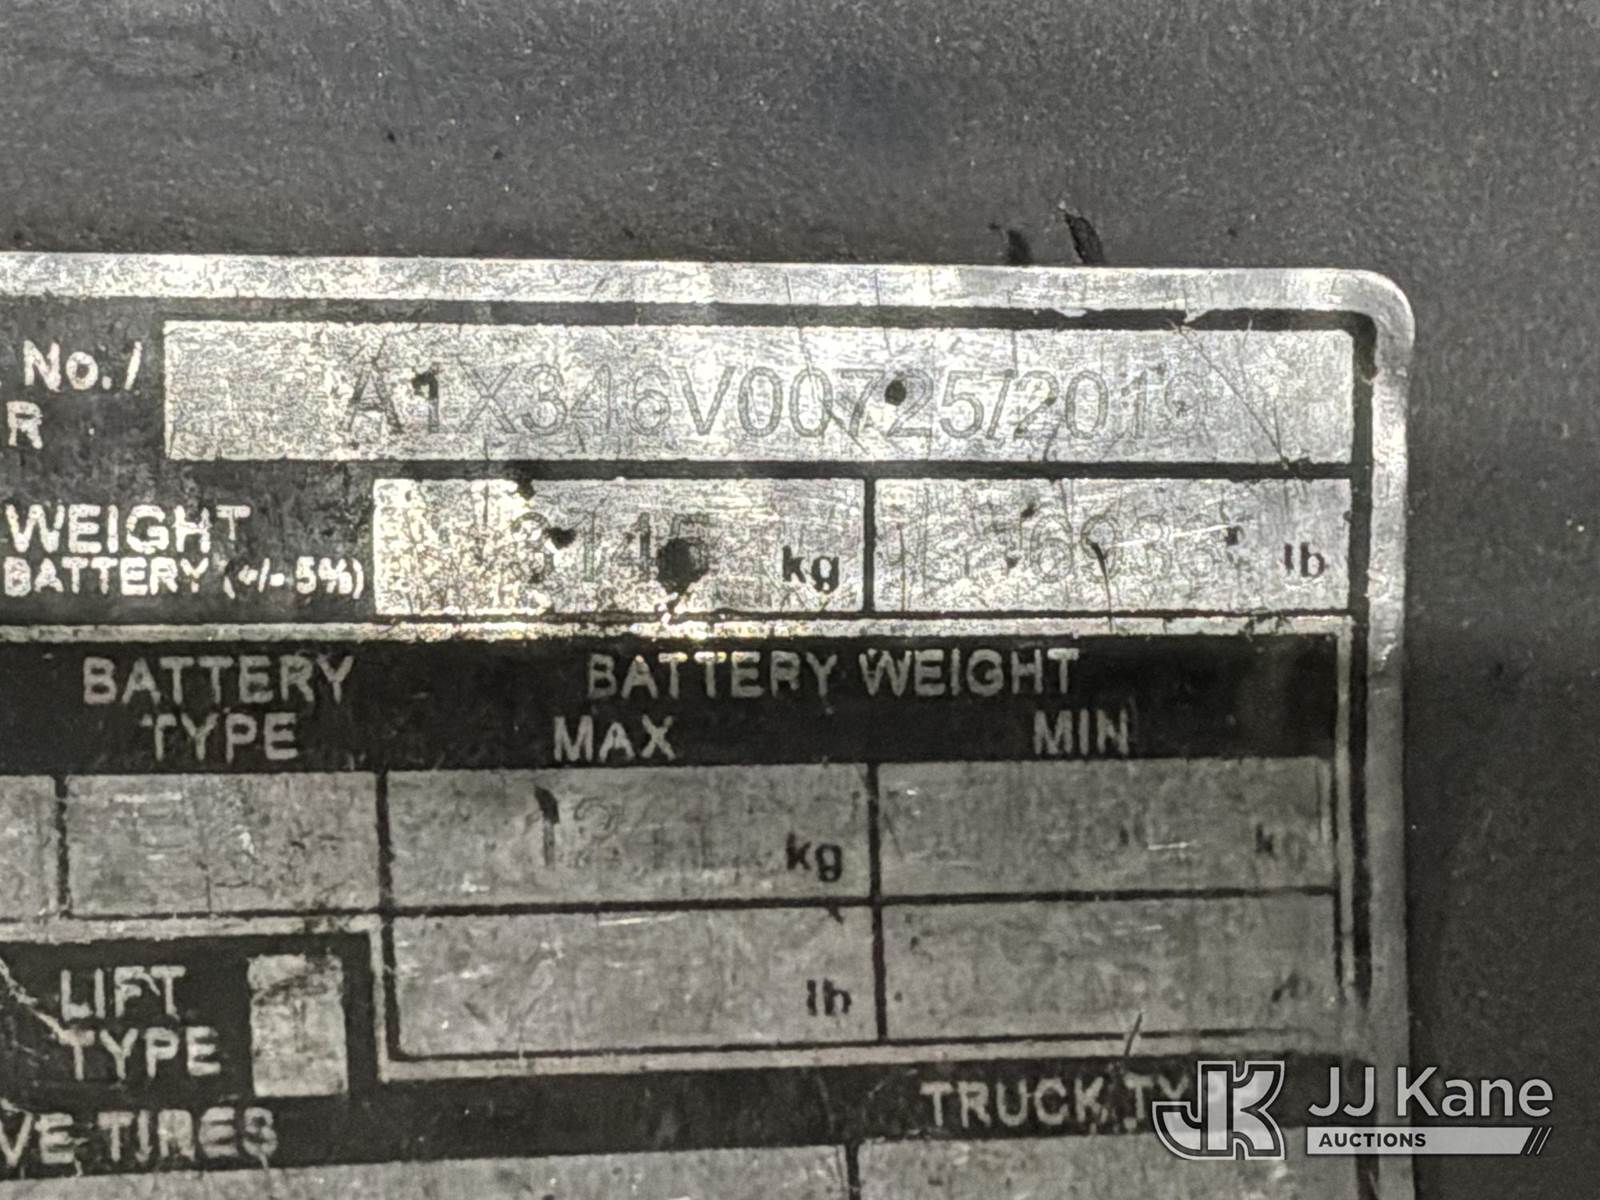 No./ A1X346V00725/2019
R
WEIGHT 3145 kg lb
BATTERY (+/- 5%)
BATTERY TYPE
BATTERY WEIGHT
MAX MIN
kg
lb
LIFT TYPE
VE TIRES
TRUCK
JJ Kane
AUCTIONS